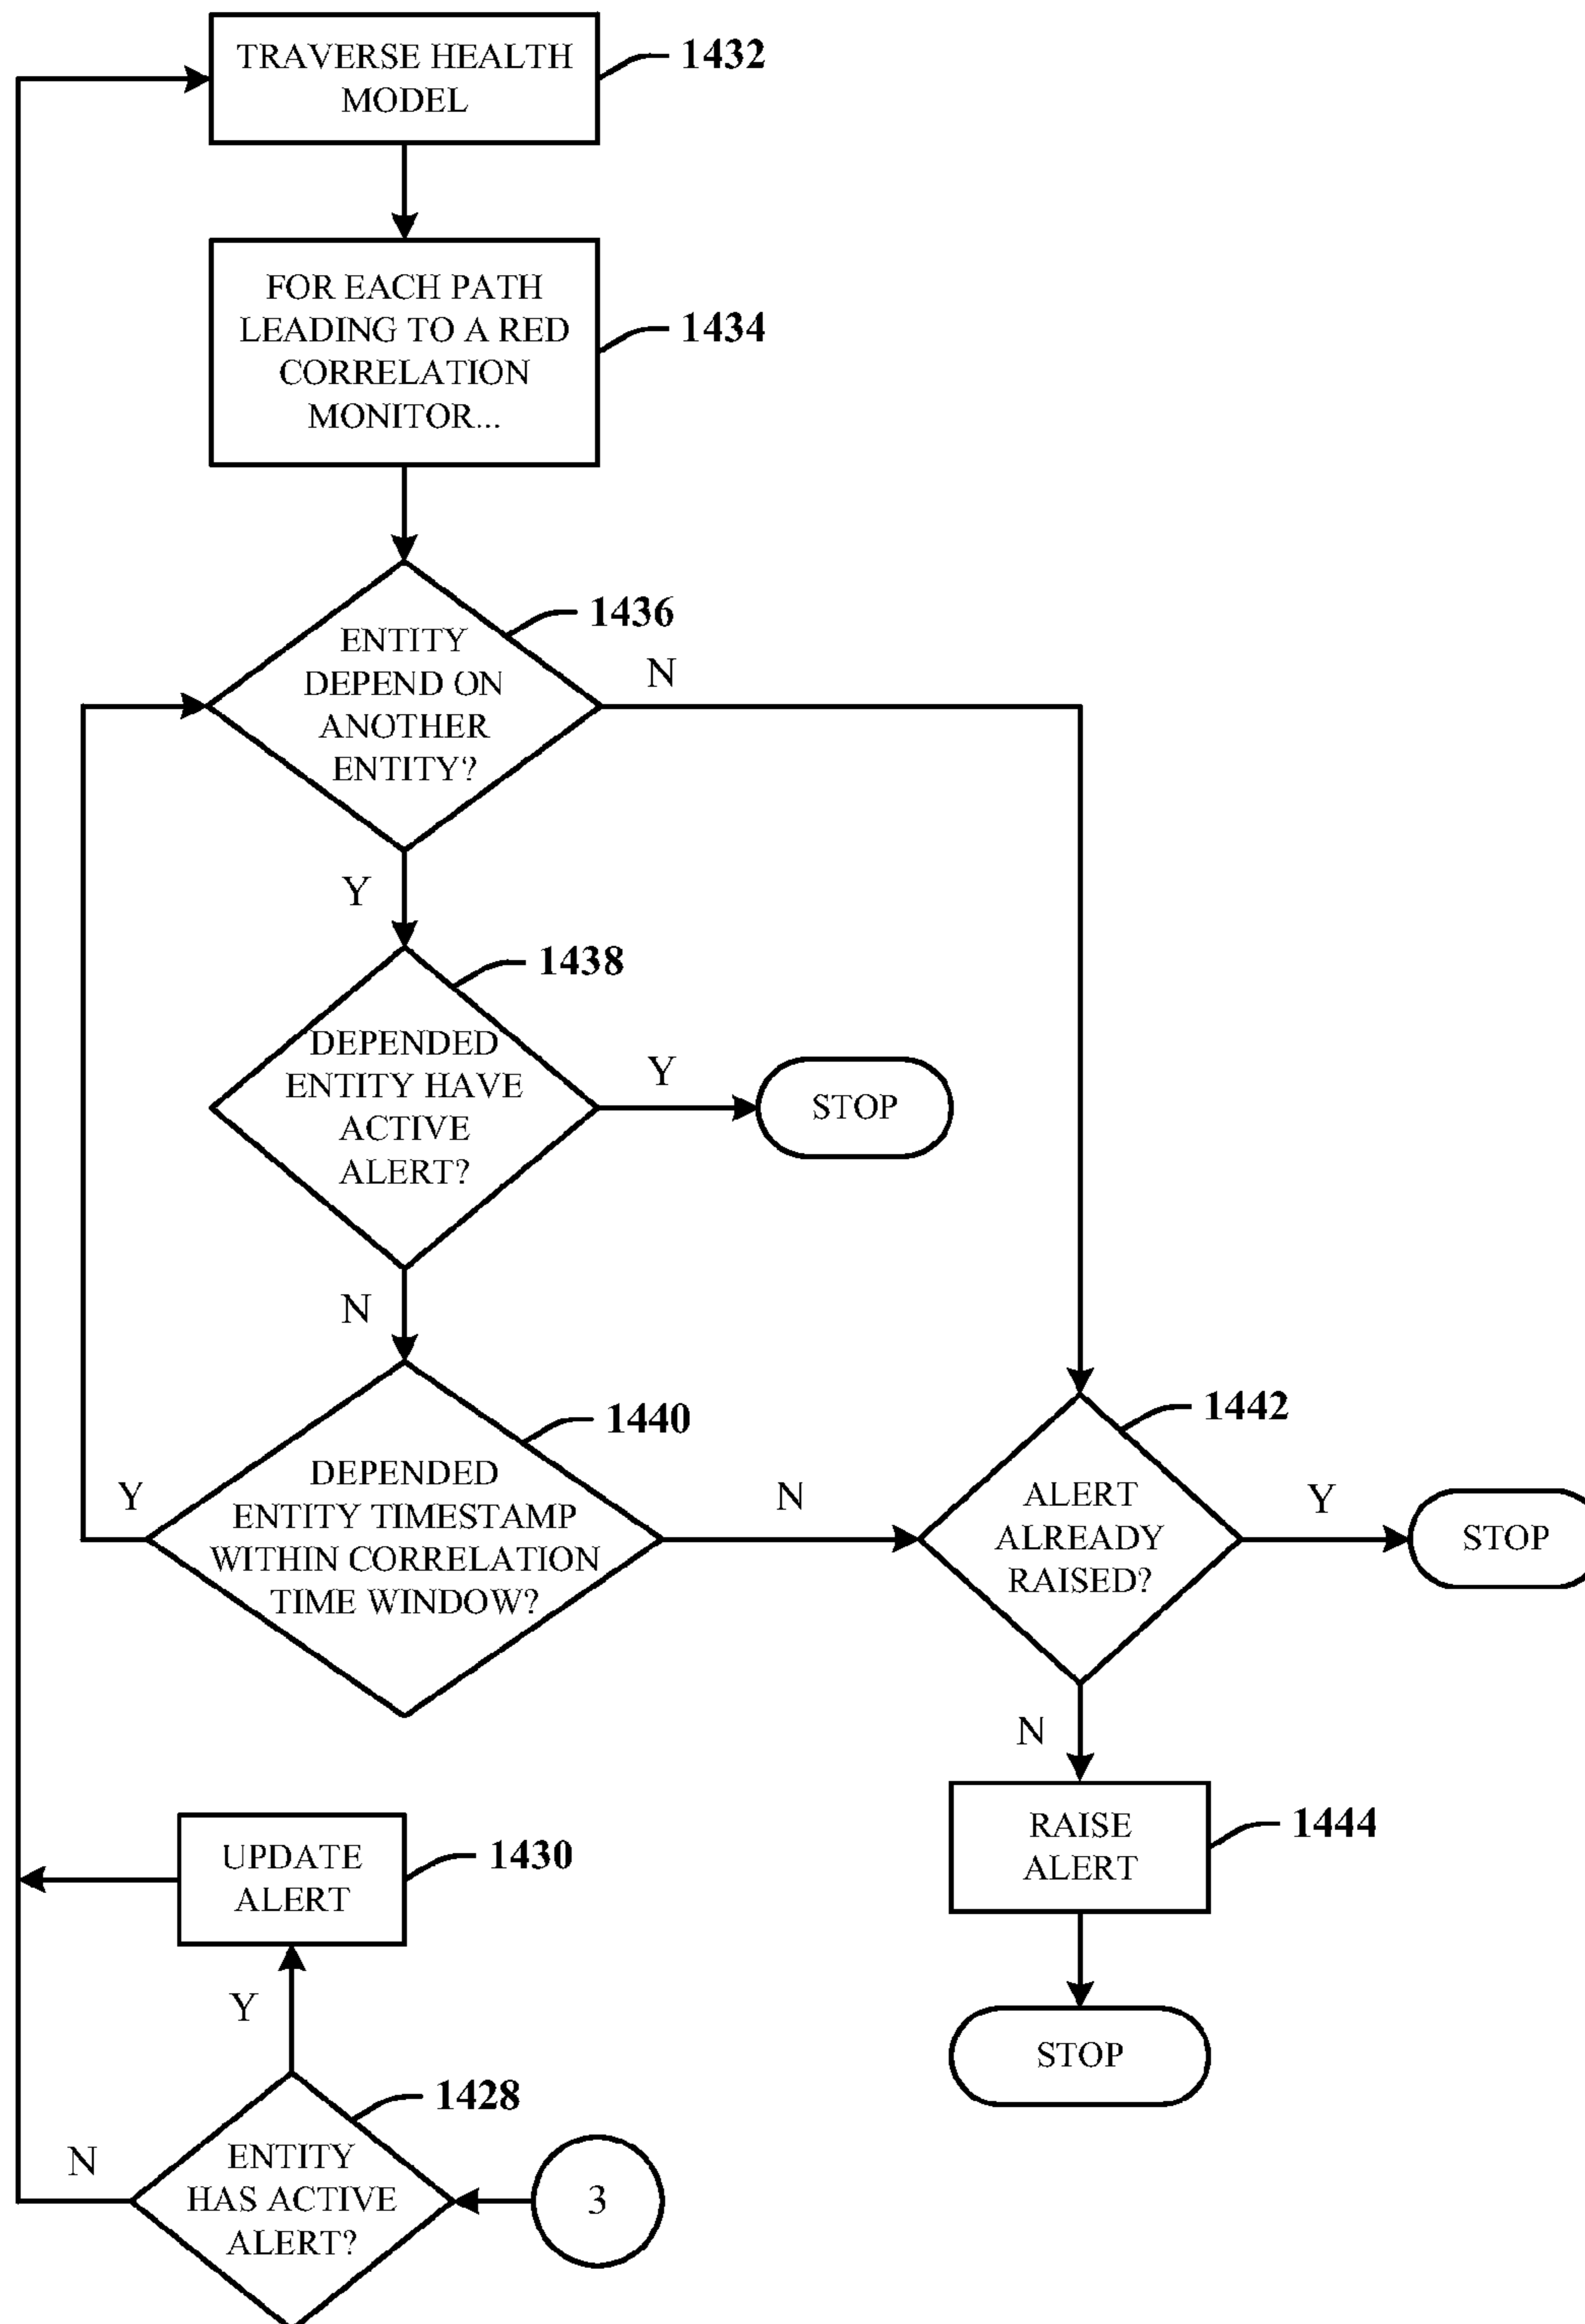 TRAVERSE HEALTH
MODEL
1432
FOR EACH PATH
LEADING TO A RED
CORRELATION
MONITOR...
1434
ENTITY
DEPEND ON
ANOTHER
ENTITY?
1436
N
Y
DEPENDED
ENTITY HAVE
ACTIVE
ALERT?
1438
Y
STOP
N
DEPENDED
ENTITY TIMESTAMP
WITHIN CORRELATION
TIME WINDOW?
1440
Y
N
ALERT
ALREADY
RAISED?
1442
Y
STOP
N
RAISE
ALERT
1444
STOP
UPDATE
ALERT
1430
Y
ENTITY
HAS ACTIVE
ALERT?
1428
N
3